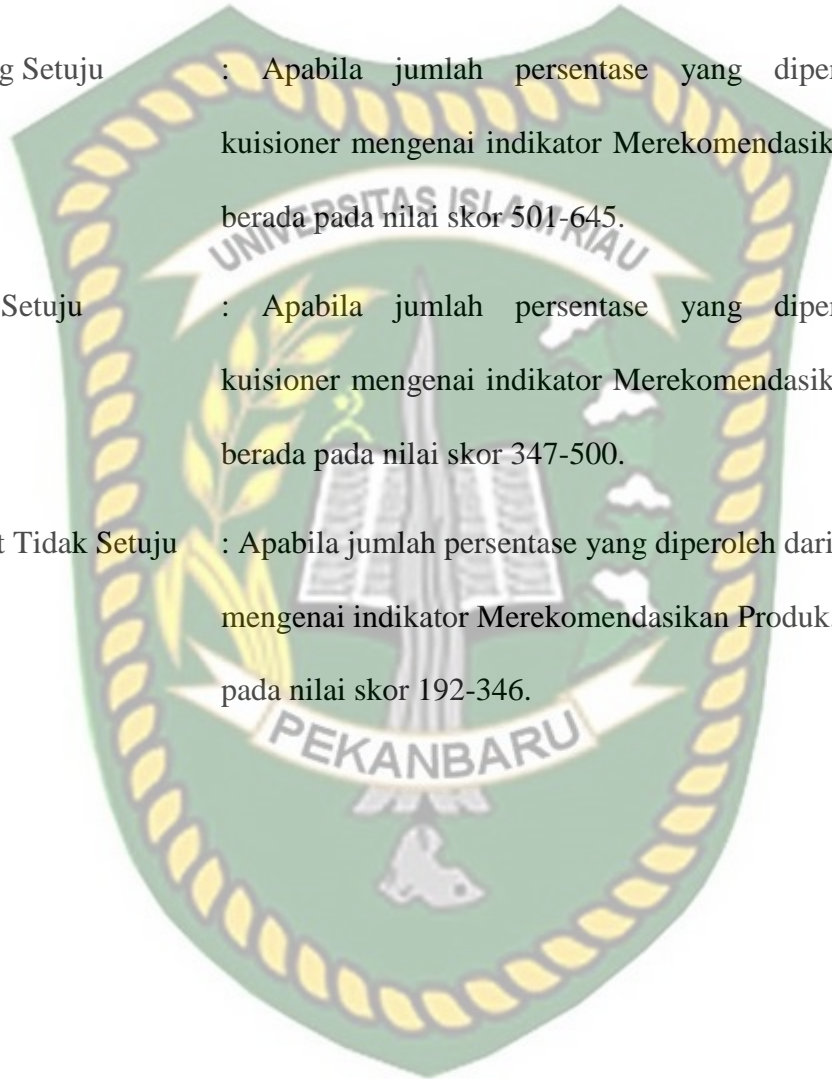 g Setuju : Apabila jumlah persentase yang diper
kuisioner mengenai indikator Merekomendasik
UNIVERSITAS ISLAM RIAU
berada pada nilai skor 501-645.
Setuju : Apabila jumlah persentase yang diper
kuisioner mengenai indikator Merekomendasik
berada pada nilai skor 347-500.
t Tidak Setuju : Apabila jumlah persentase yang diperoleh dari
mengenai indikator Merekomendasikan Produk
pada nilai skor 192-346.
PEKANBARU